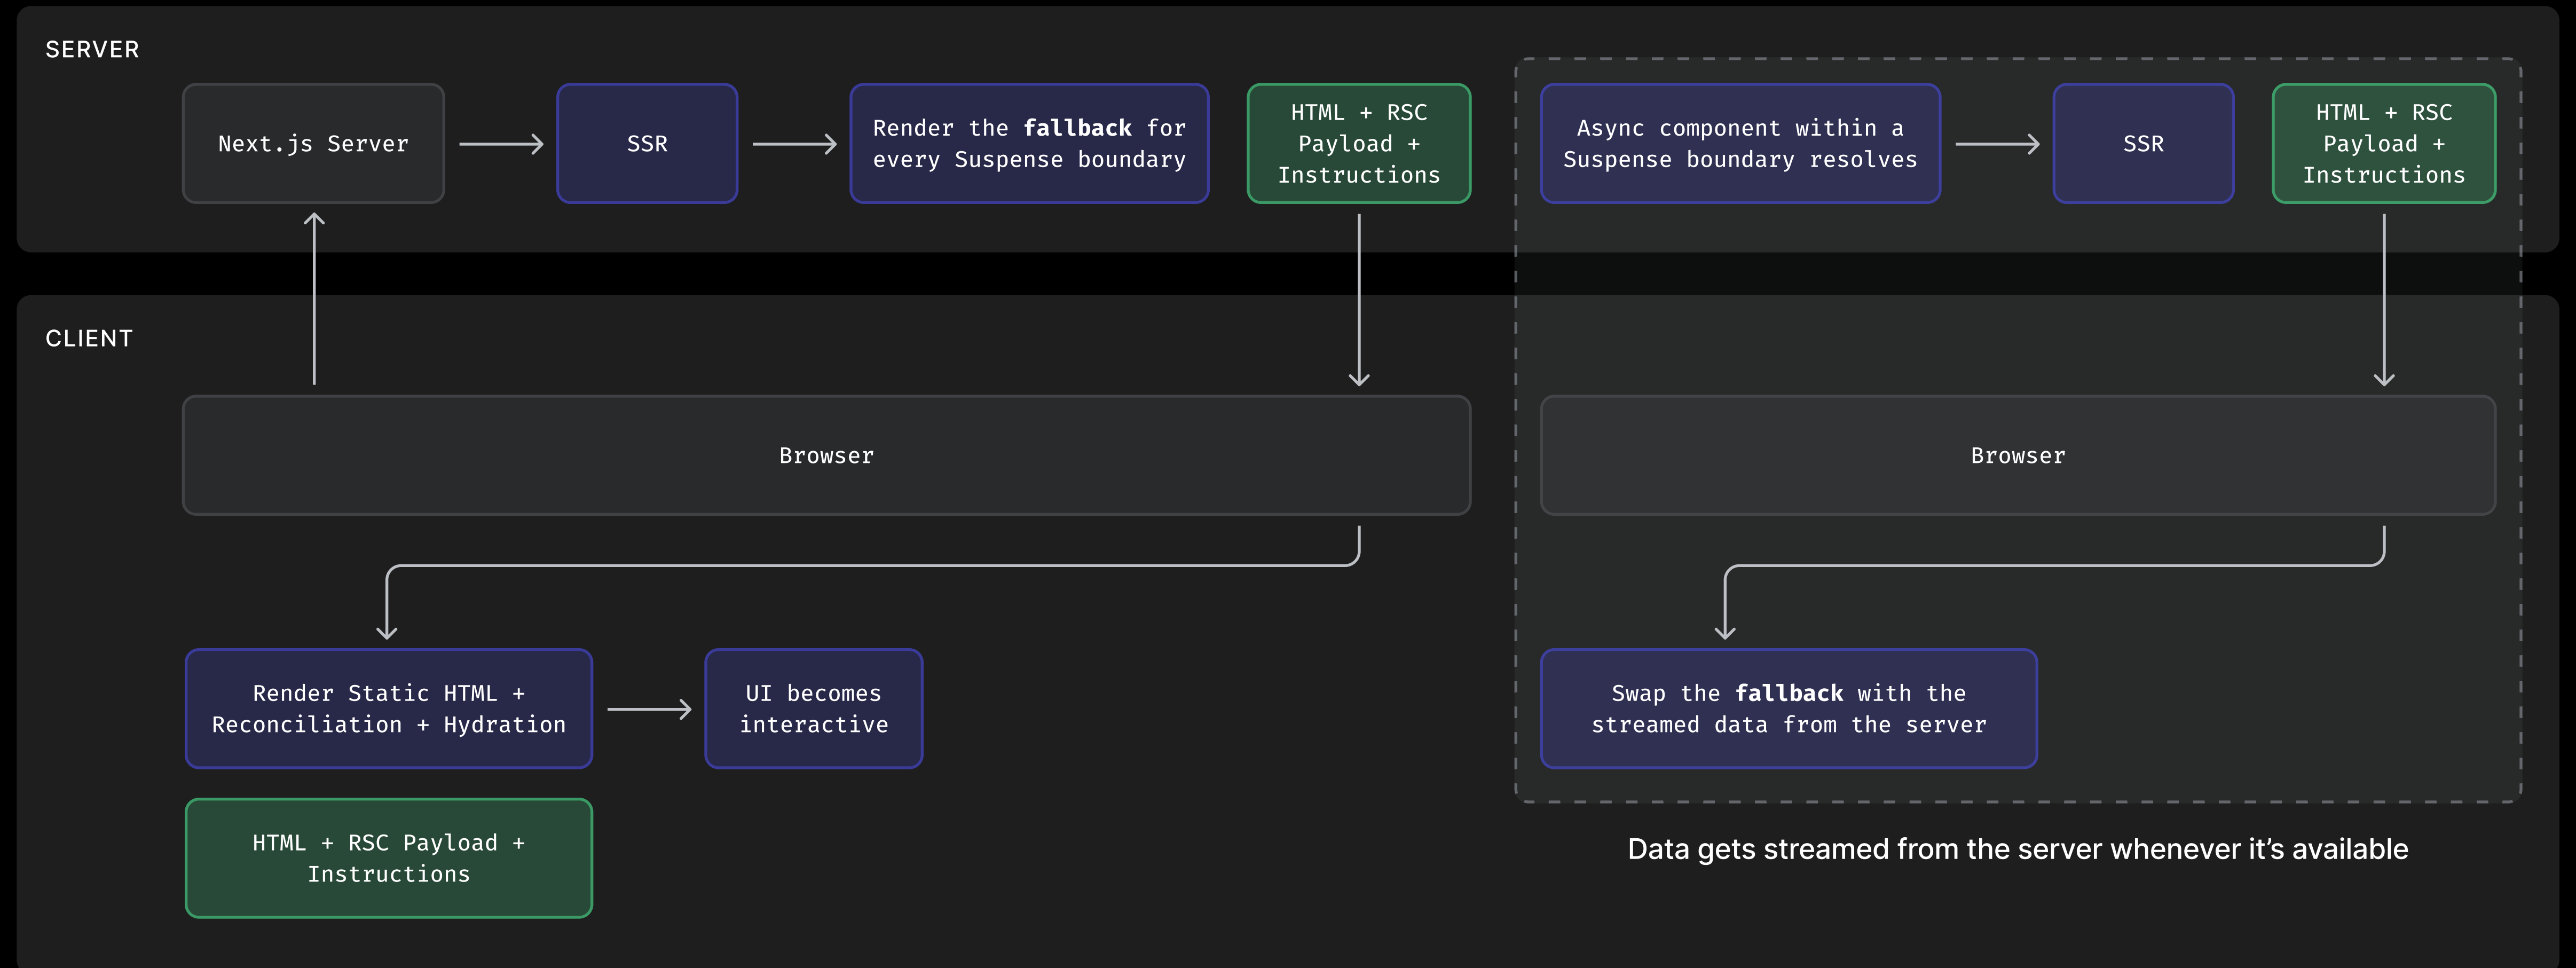 SERVER
Next.js Server
SSR
Render the fallback for
every Suspense boundary
HTML + RSC
Payload +
Instructions
Async component within a
Suspense boundary resolves
SSR
HTML + RSC
Payload +
Instructions
CLIENT
Browser
Browser
Render Static HTML +
Reconciliation + Hydration
UI becomes
interactive
Swap the fallback with the
streamed data from the server
HTML + RSC Payload +
Instructions
Data gets streamed from the server whenever it’s available